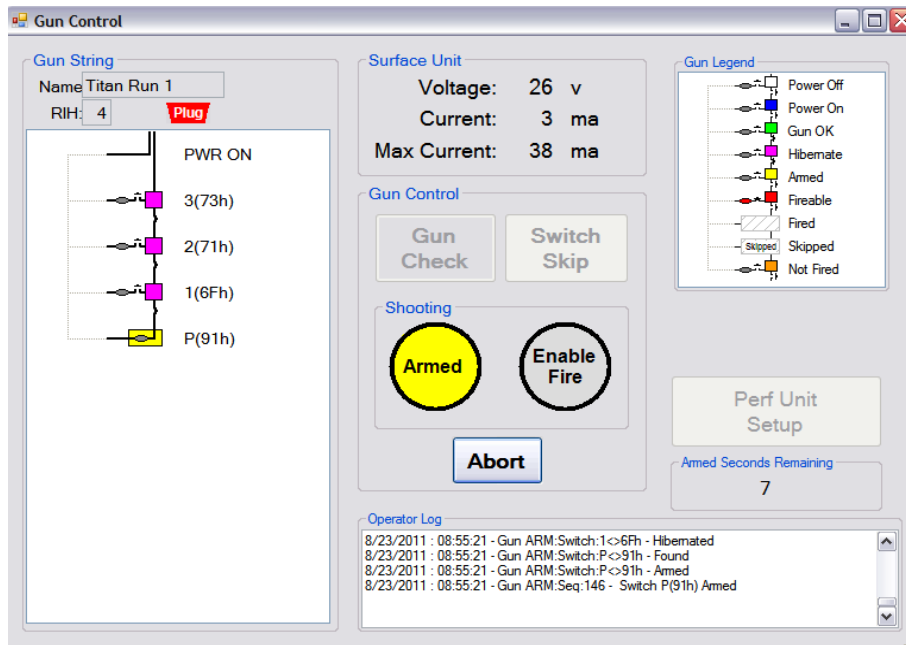 Gun Control
Gun String
Name Titan Run 1
RIH: 4 Plug
PWR ON
3(73h)
2(71h)
1(6Fh)
P(91h)
Surface Unit
Voltage: 26 v
Current: 3 ma
Max Current: 38 ma
Gun Control
Gun Check
Switch Skip
Shooting
Armed
Enable
Fire
Abort
Gun Legend
Power Off
Power On
Gun OK
Hibernate
Armed
Fireable
Fired
Skipped Skipped
Not Fired
Perf Unit
Setup
Armed Seconds Remaining
7
Operator Log
8/23/2011 : 08:55:21 - Gun ARM:Switch:1<>6Fh - Hibernated
8/23/2011 : 08:55:21 - Gun ARM:Switch:P<>91h - Found
8/23/2011 : 08:55:21 - Gun ARM:Switch:P<>91h - Armed
8/23/2011 : 08:55:21 - Gun ARM:Seq:146 - Switch P(91h) Armed